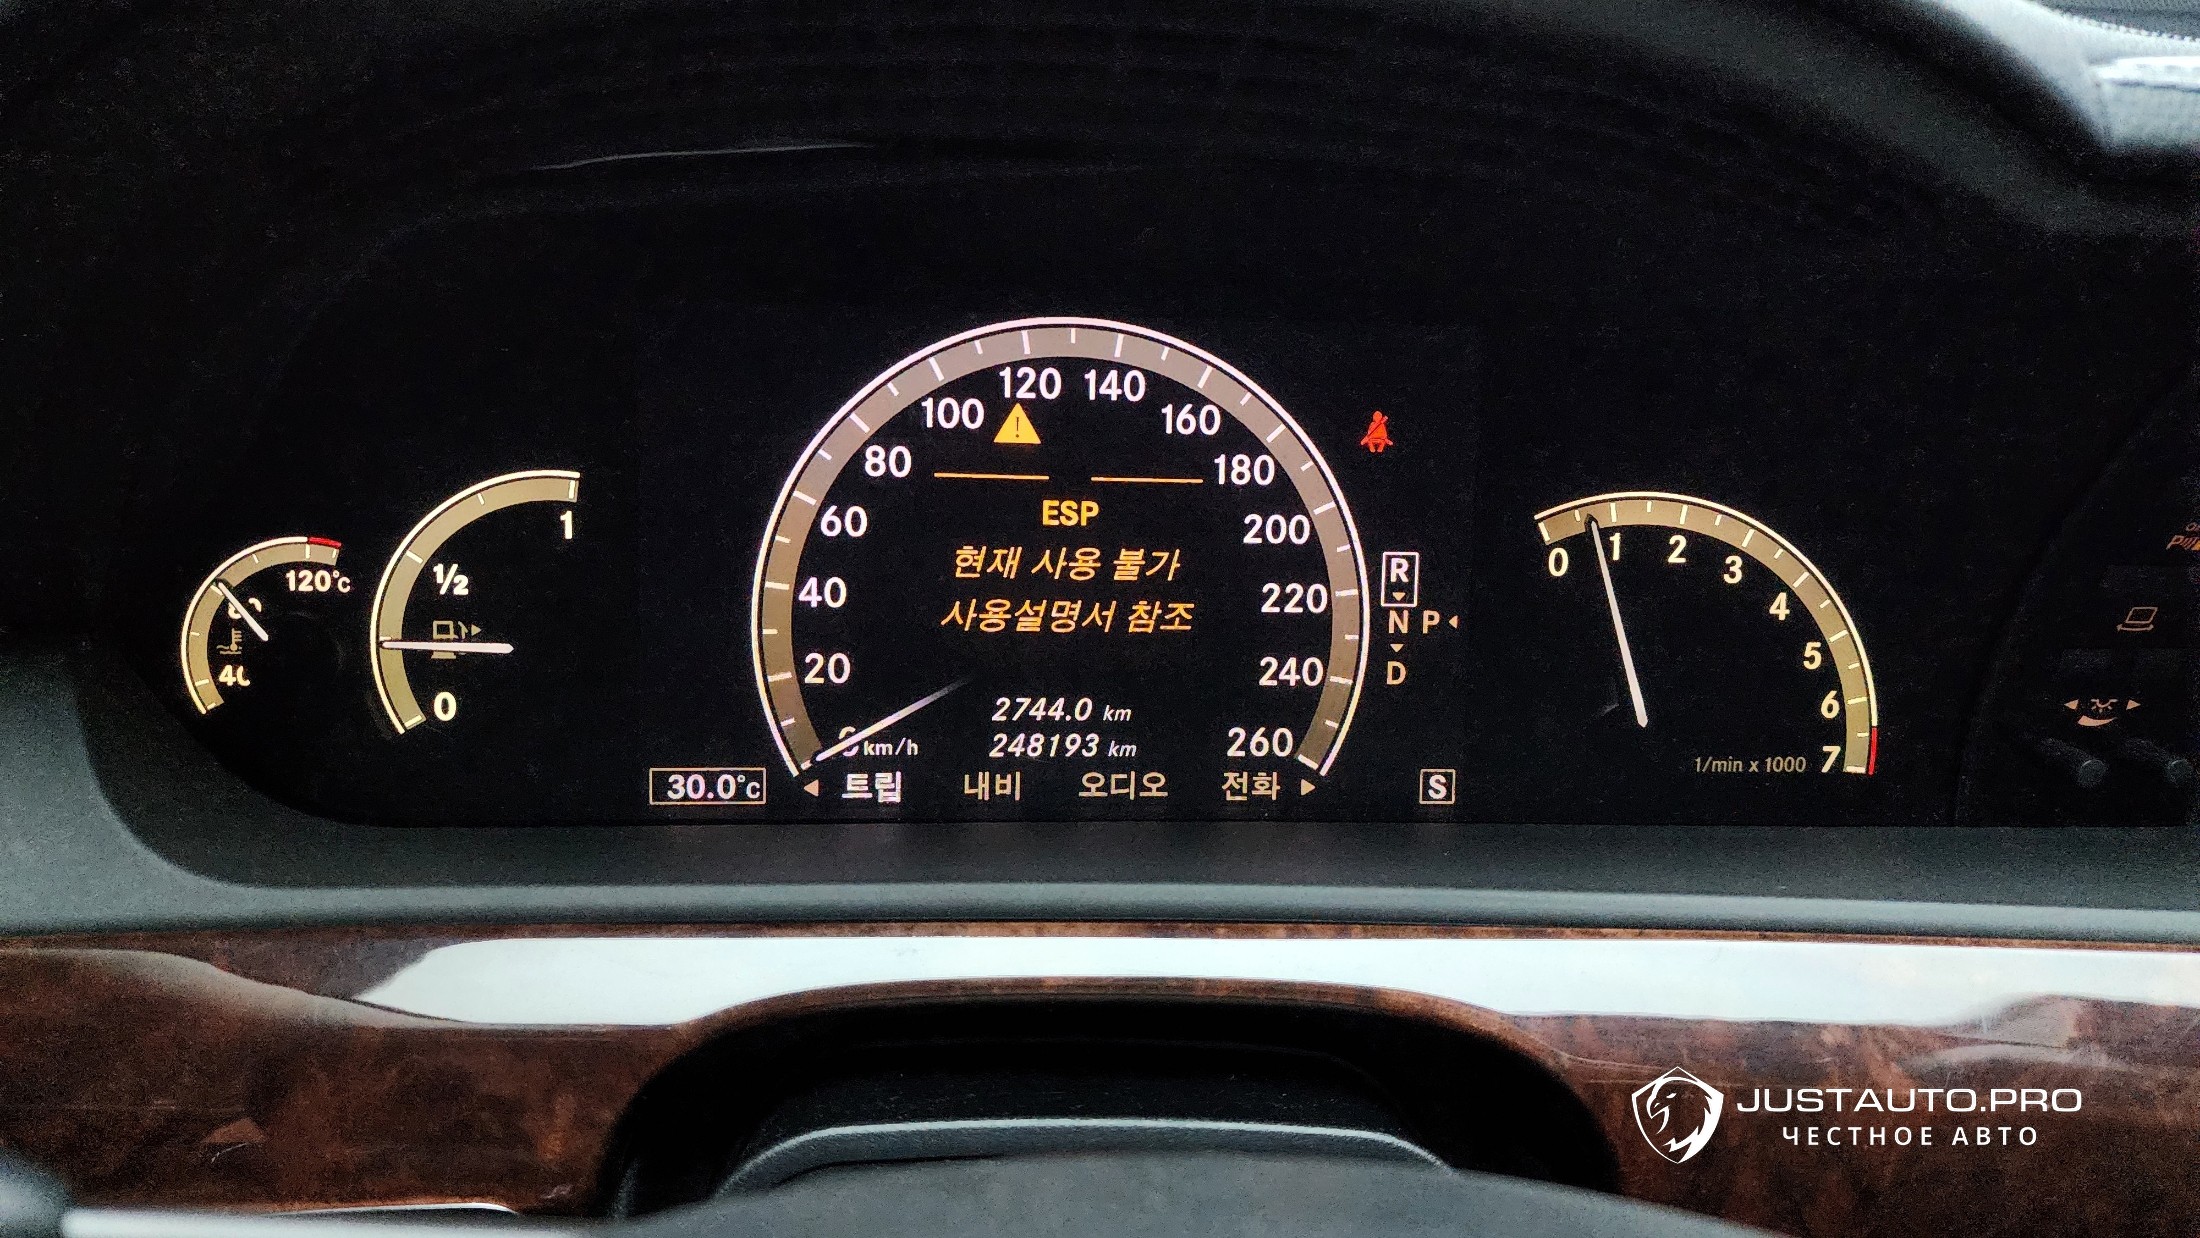 120 140
100 160
80 180
ESP
60 200
현재 사용 불가
40 220
사용설명서 참조
20 240
2744.0 km
248193 km
km/h 260
30.0°C
트립 내비 오디오 전화
120°C
1
½
0
R
N P
D
S
0 1 2 3 4 5 6 7
1/min x 1000
JUSTAUTO.PRO
ЧЕСТНОЕ АВТО